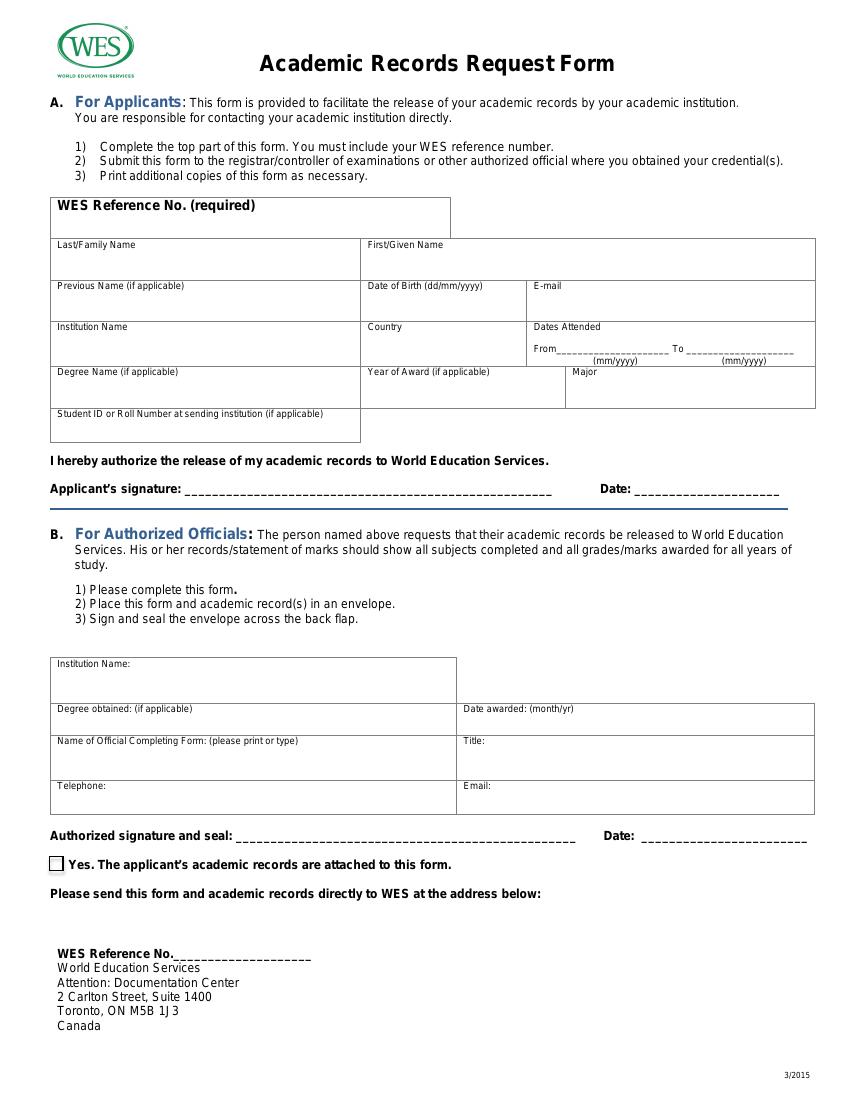 WES
WORLD EDUCATION SERVICES
Academic Records Request Form
A. For Applicants: This form is provided to facilitate the release of your academic records by your academic institution.
You are responsible for contacting your academic institution directly.
1) Complete the top part of this form. You must include your WES reference number.
2) Submit this form to the registrar/controller of examinations or other authorized official where you obtained your credential(s).
3) Print additional copies of this form as necessary.
WES Reference No. (required)
Last/Family Name First/Given Name
Previous Name (if applicable) Date of Birth (dd/mm/yyyy) E-mail
Institution Name Country Dates Attended
From_____________________ To ____________________
(mm/yyyy) (mm/yyyy)
Degree Name (if applicable) Year of Award (if applicable) Major
Student ID or Roll Number at sending institution (if applicable)
I hereby authorize the release of my academic records to World Education Services.
Applicant's signature: _____________________________________________________ Date: _____________________
B. For Authorized Officials: The person named above requests that their academic records be released to World Education
Services. His or her records/statement of marks should show all subjects completed and all grades/marks awarded for all years of
study.
1) Please complete this form.
2) Place this form and academic record(s) in an envelope.
3) Sign and seal the envelope across the back flap.
Institution Name:
Degree obtained: (if applicable) Date awarded: (month/yr)
Name of Official Completing Form: (please print or type) Title:
Telephone: Email:
Authorized signature and seal: _________________________________________________ Date: ________________________
Yes. The applicant's academic records are attached to this form.
Please send this form and academic records directly to WES at the address below:
WES Reference No.____________________
World Education Services
Attention: Documentation Center
2 Carlton Street, Suite 1400
Toronto, ON M5B 1J3
Canada
3/2015